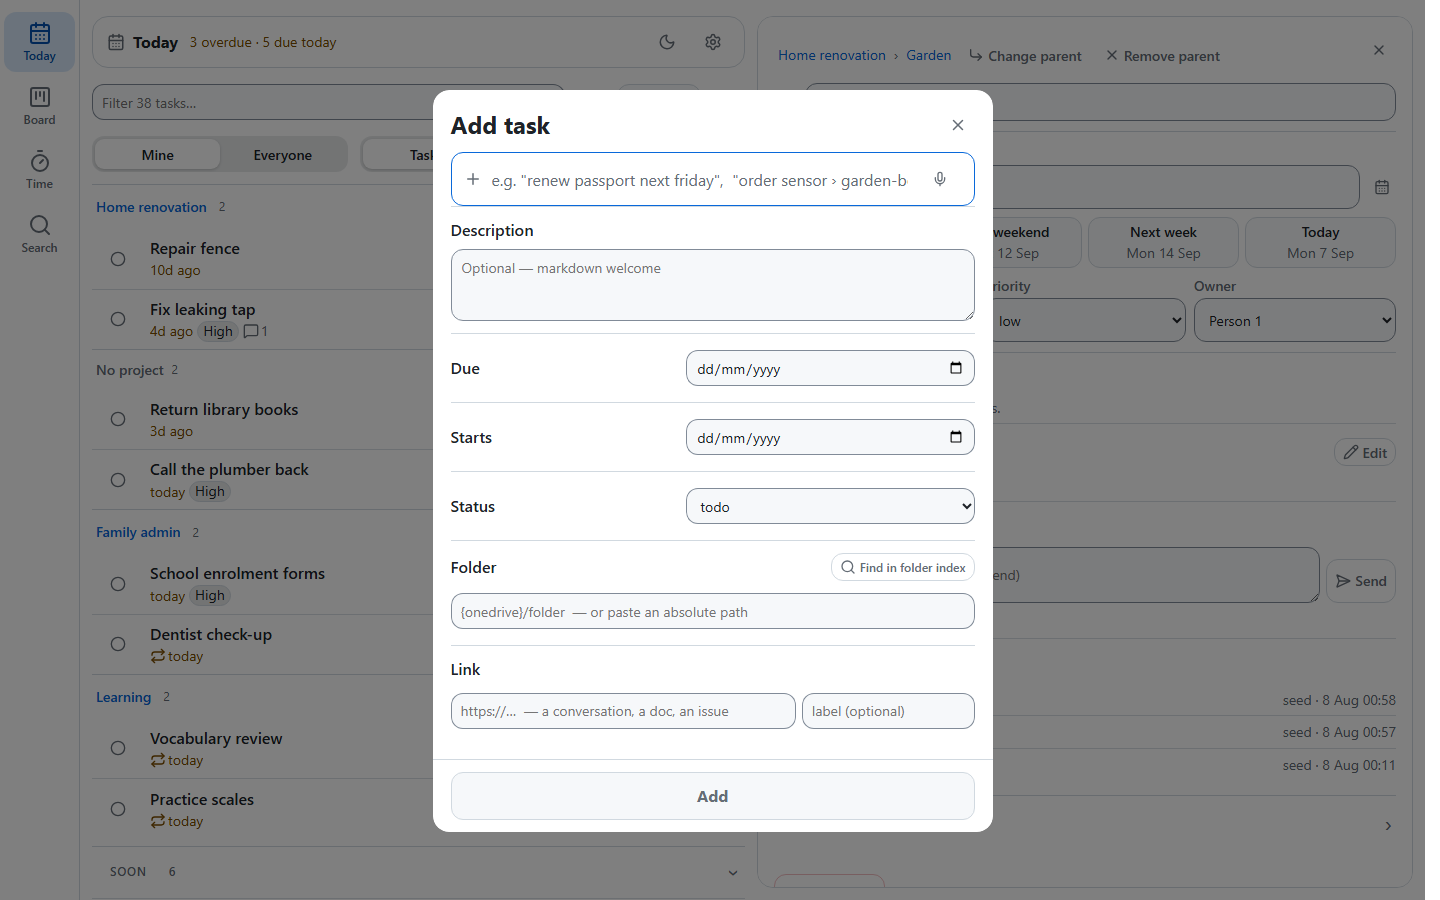 Today
Board
Time
Search
Today 3 overdue · 5 due today
Filter 38 tasks...
Mine Everyone
Home renovation 2
Repair fence
10d ago
Fix leaking tap
4d ago High 1
No project 2
Return library books
3d ago
Call the plumber back
today High
Family admin 2
School enrolment forms
today High
Dentist check-up
today
Learning 2
Vocabulary review
today
Practice scales
today
SOON 6
Add task
e.g. "renew passport next friday", "order sensor › garden-b
Description
Optional — markdown welcome
Due
dd/mm/yyyy
Starts
dd/mm/yyyy
Status
todo
Folder
Find in folder index
{onedrive}/folder — or paste an absolute path
Link
https://... — a conversation, a doc, an issue
label (optional)
Add
Home renovation › Garden Change parent Remove parent
weekend
12 Sep
Next week
Mon 14 Sep
Today
Mon 7 Sep
riority
low
Owner
Person 1
s.
Edit
end)
Send
seed · 8 Aug 00:58
seed · 8 Aug 00:57
seed · 8 Aug 00:11